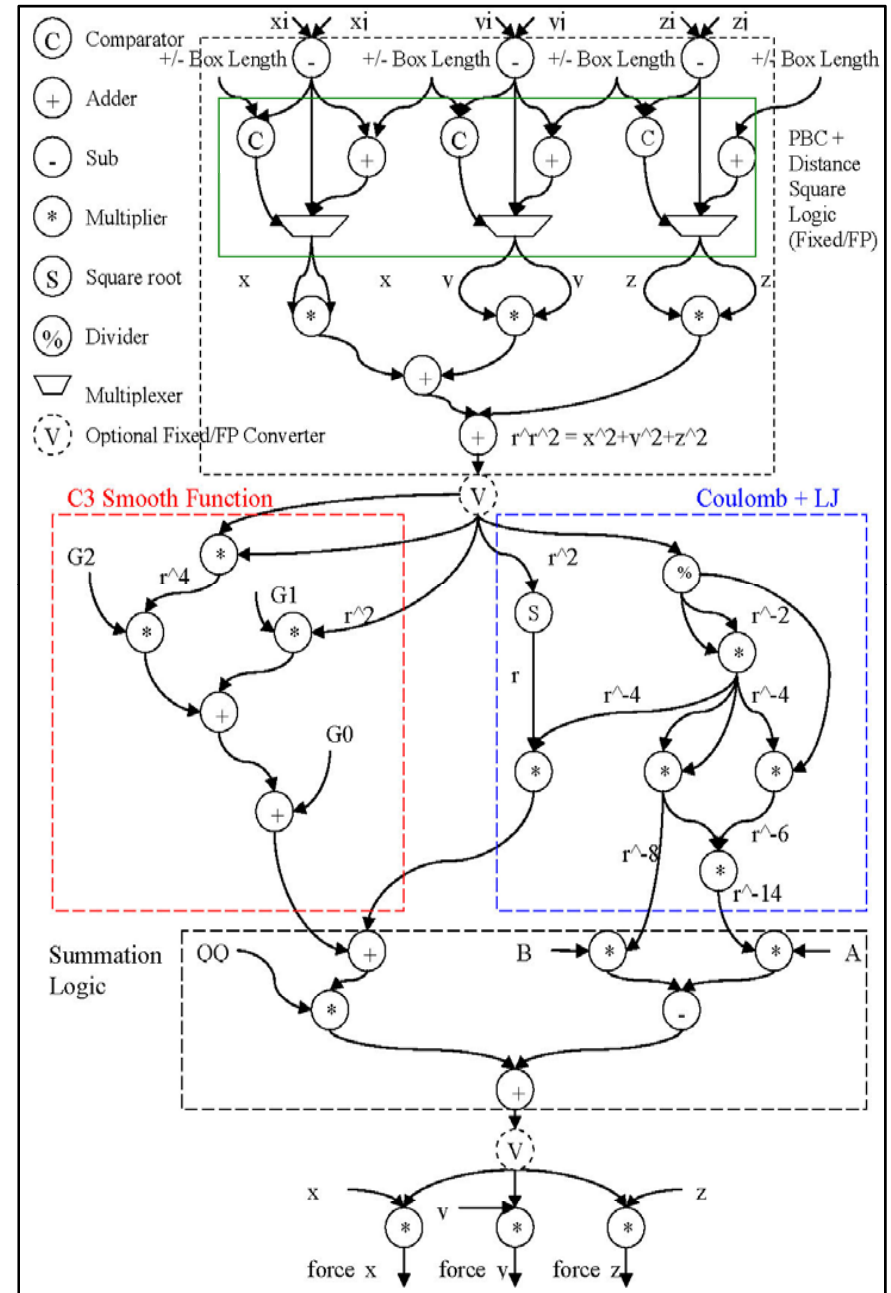 xi xj vi vj zi zj
+/- Box Length - +/- Box Length - +/- Box Length - +/- Box Length
C Comparator
+ Adder
- Sub
* Multiplier
S Square root
% Divider
Multiplexer
V Optional Fixed/FP Converter
C + C + C +
PBC +
Distance
Square
Logic
(Fixed/FP)
x x v v z z
* * *
+
+ r^r^2 = x^2+v^2+z^2
V
C3 Smooth Function
G2
*
r^4
G1
r^2
* *
+
G0
+
Coulomb + LJ
r^2
%
S
r^-2
*
r
r^-4
r^-4
* * *
r^-6
r^-8
*
r^-14
Summation
Logic
QQ
+
B * * A
* -
+
V
x v z
* * *
force x force y force z